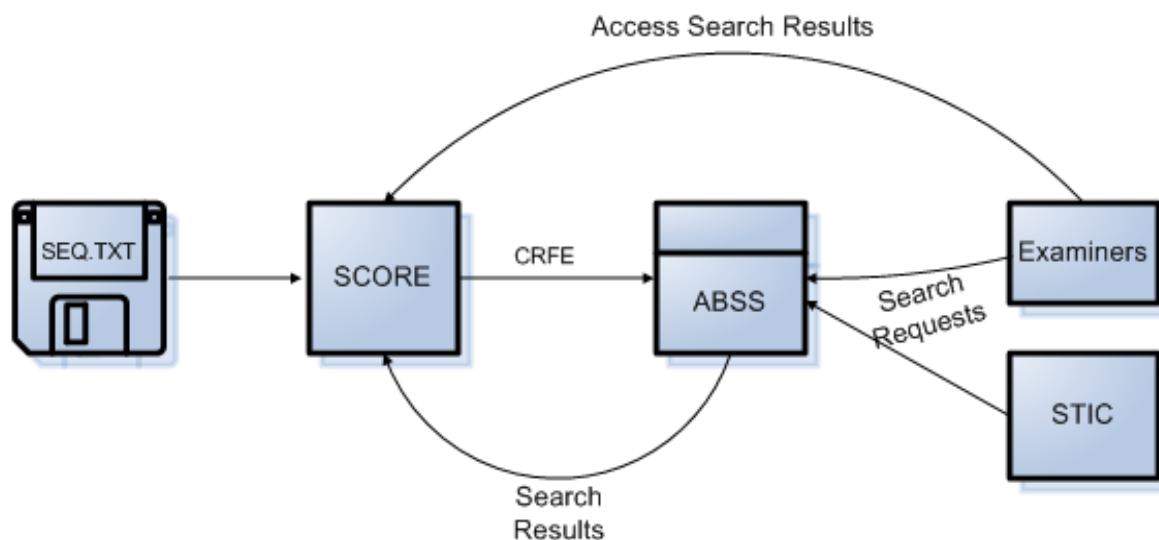 Access Search Results
SEQ.TXT
SCORE
CRFE
ABSS
Examiners
Search
Requests
STIC
Search
Results